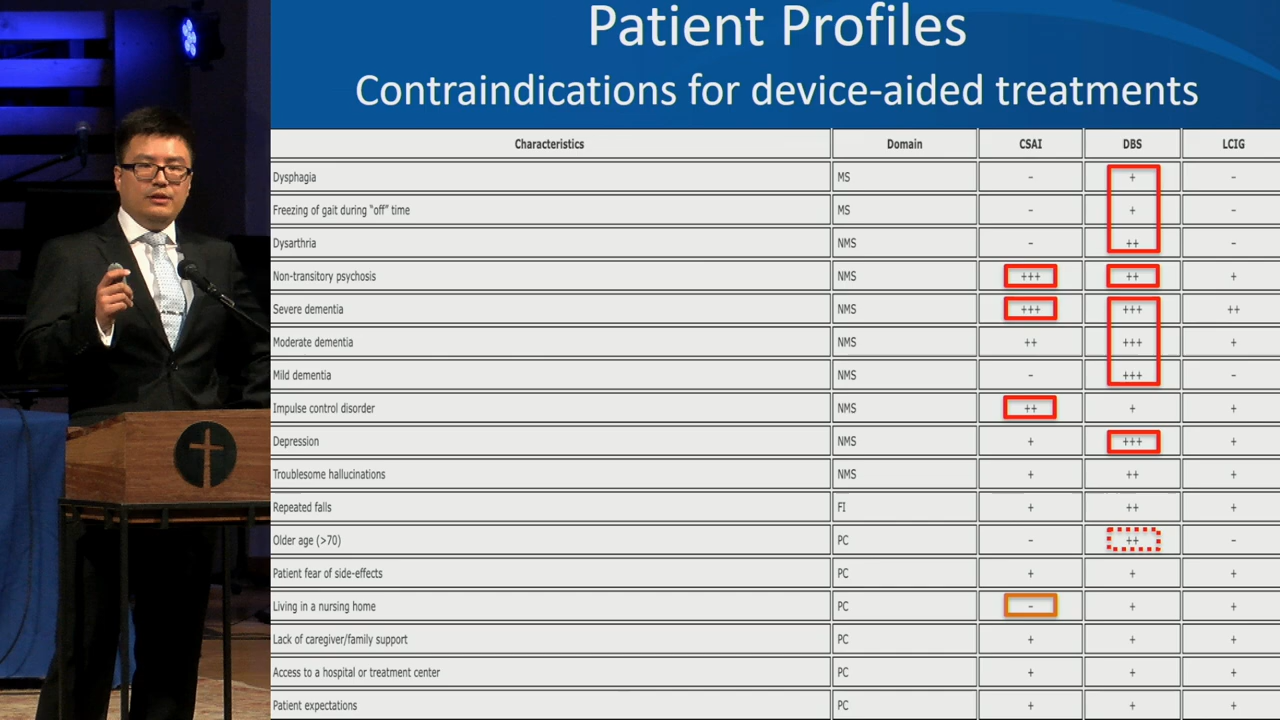 Patient Profiles
Contraindications for device-aided treatments
Characteristics Domain CSAI DBS LCIG
Dysphagia MS - + -
Freezing of gait during "off" time MS - + -
Dysarthria NMS - ++ -
Non-transitory psychosis NMS +++ ++ +
Severe dementia NMS +++ +++ ++
Moderate dementia NMS ++ +++ +
Mild dementia NMS - +++ -
Impulse control disorder NMS ++ + +
Depression NMS + +++ +
Troublesome hallucinations NMS + ++ +
Repeated falls FI + ++ +
Older age (>70) PC - ++ -
Patient fear of side-effects PC + + +
Living in a nursing home PC - + +
Lack of caregiver/family support PC + + +
Access to a hospital or treatment center PC + + +
Patient expectations PC + + +